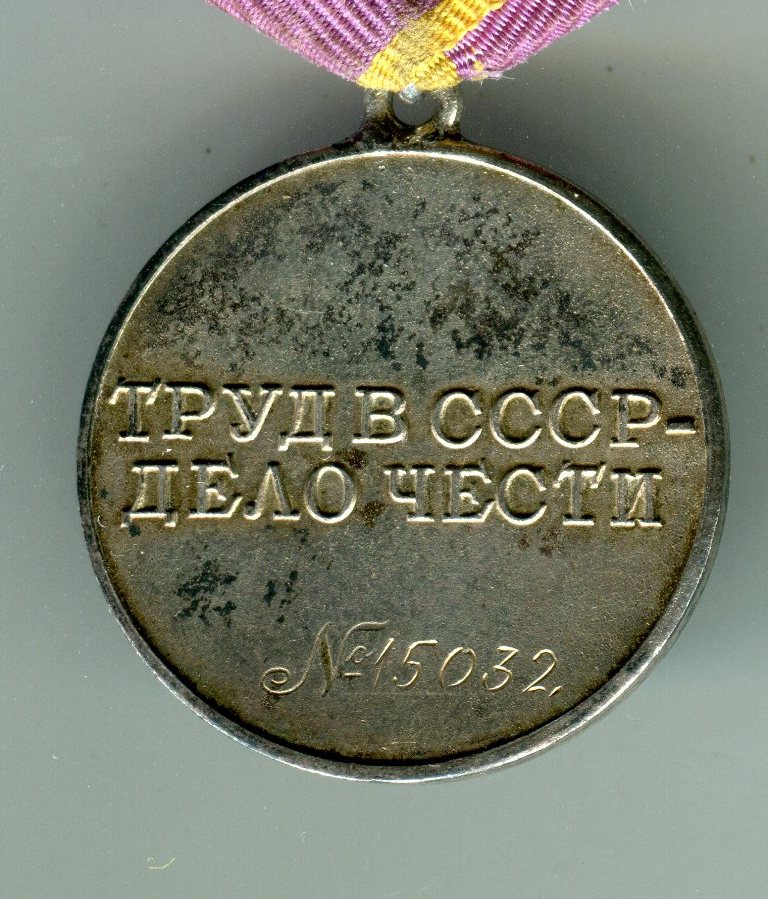 ТРУД В СССР-
ДЕЛО ЧЕСТИ
№15032.